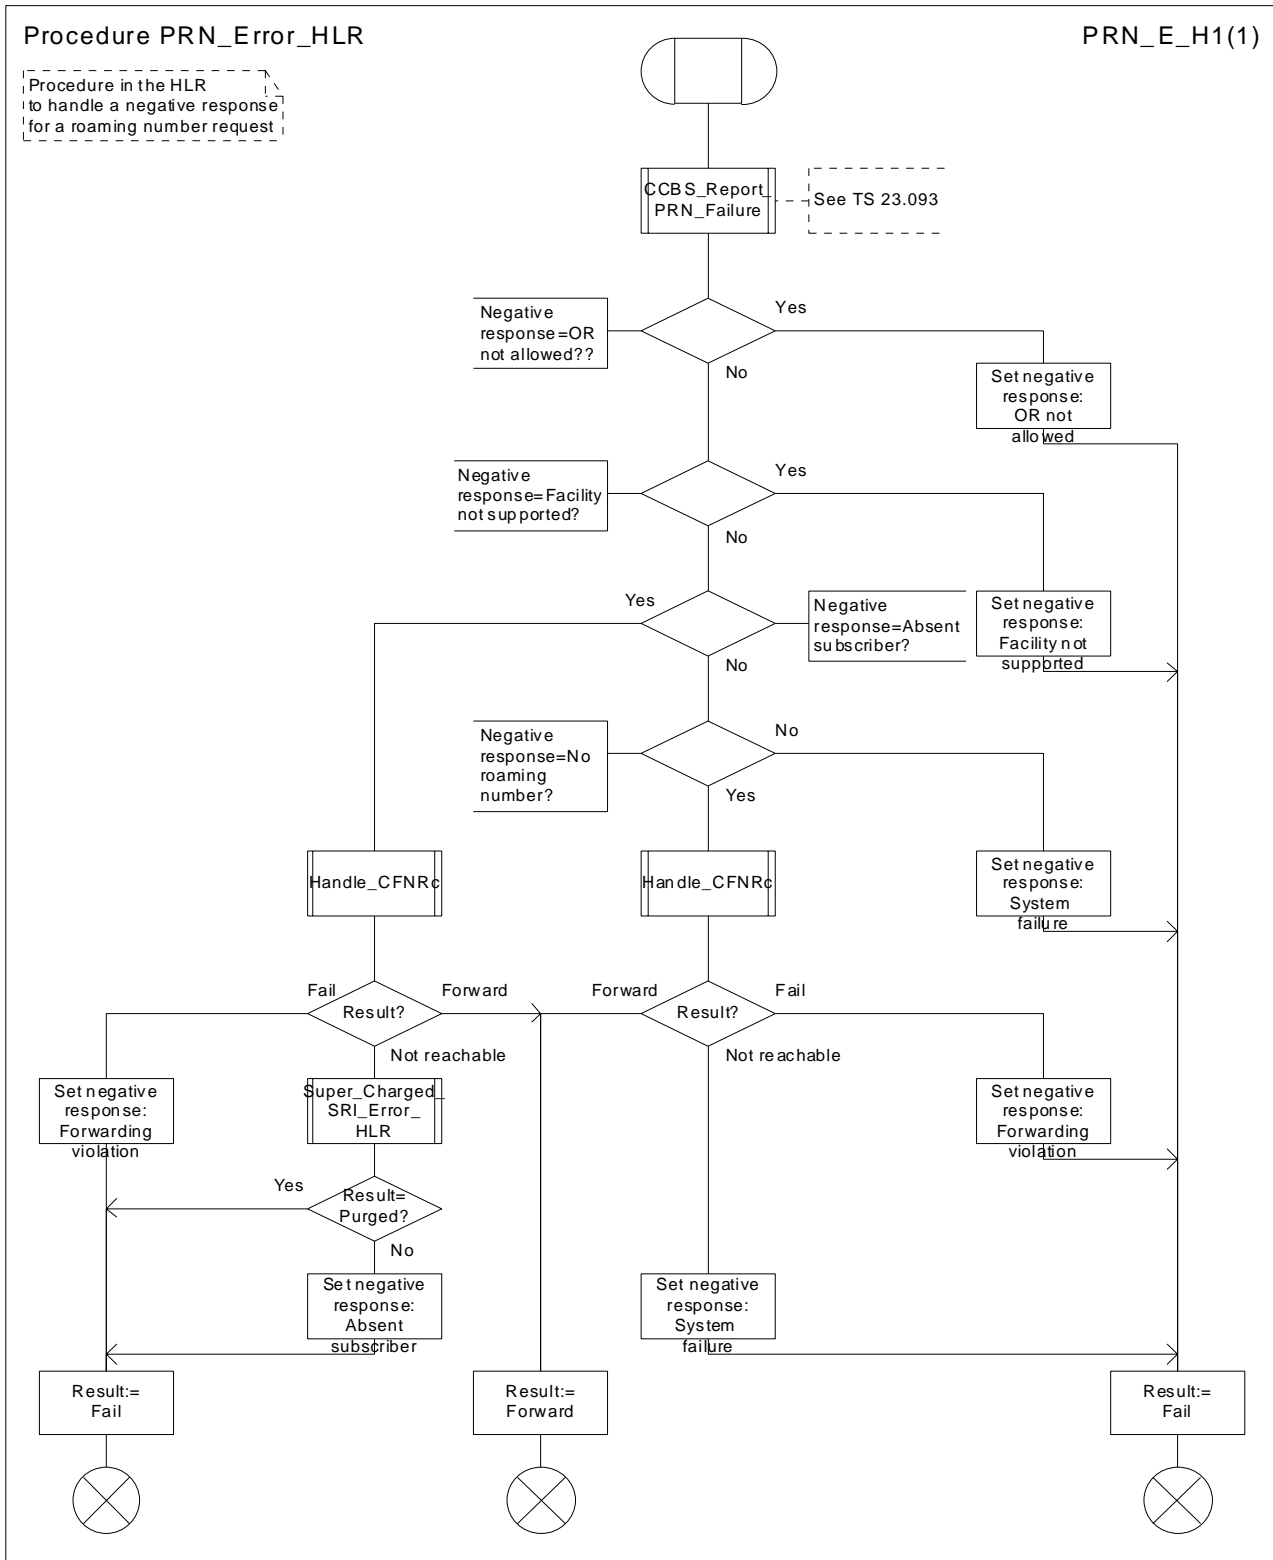 Procedure PRN_Error_HLR
PRN_E_H1(1)
Procedure in the HLR
to handle a negative response
for a roaming number request
CCBS_Report_
PRN_Failure
See TS 23.093
Negative
response=OR
not allowed??
Yes
No
Set negative
response:
OR not
allowed
Negative
response=Facility
not supported?
Yes
No
Set negative
response:
Facility not
supported
Yes
Negative
response=Absent
subscriber?
No
Negative
response=No
roaming
number?
No
Yes
Set negative
response:
System
failure
Handle_CFNRc
Handle_CFNRc
Fail
Result?
Forward
Not reachable
Forward
Result?
Fail
Not reachable
Set negative
response:
Forwarding
violation
Super_Charged_
SRI_Error_
HLR
Set negative
response:
Forwarding
violation
Yes
Result=
Purged?
No
Set negative
response:
Absent
subscriber
Set negative
response:
System
failure
Result:=
Fail
Result:=
Forward
Result:=
Fail